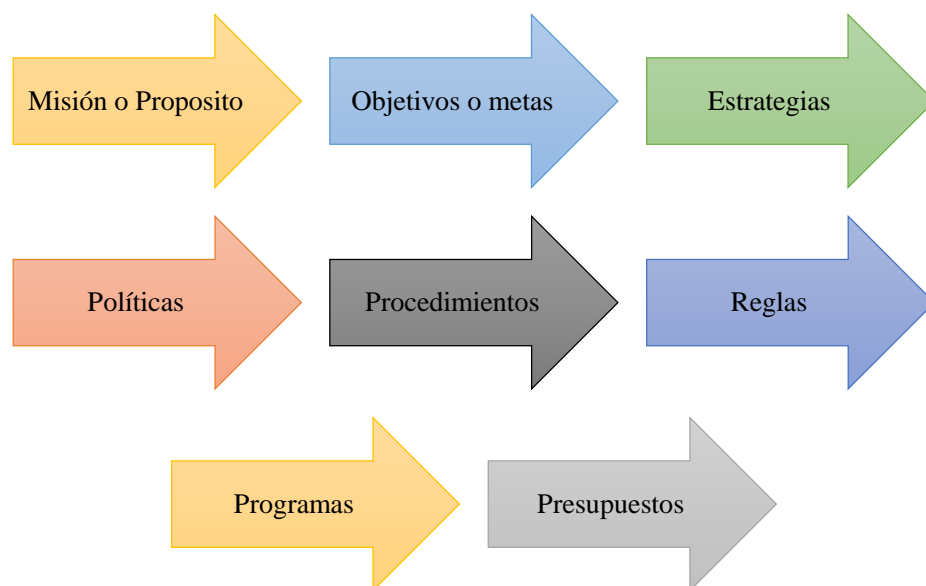 Misión o Proposito
Objetivos o metas
Estrategias
Políticas
Procedimientos
Reglas
Programas
Presupuestos